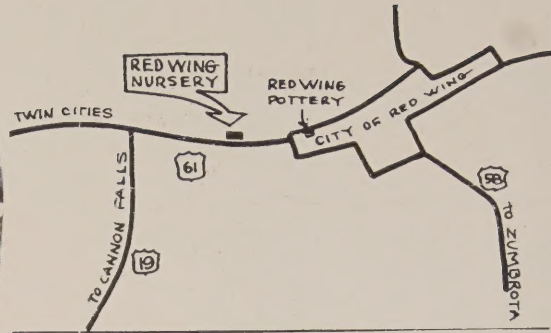 RED WING
NURSERY
RED WING
POTTERY
TWIN CITIES
CITY OF RED WING
61
58
TO CANNON FALLS
19
TO ZUMBROTA